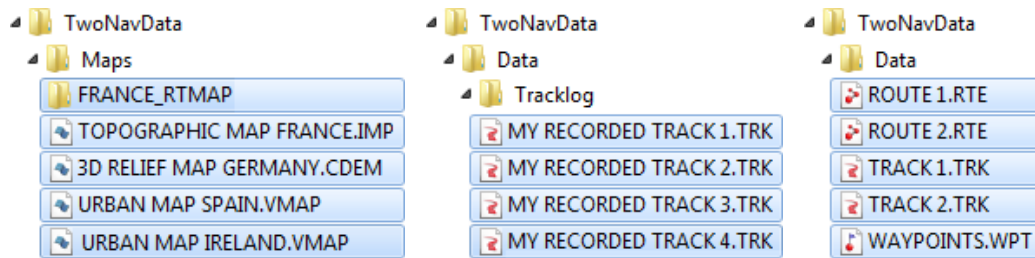 TwoNavData
Maps
FRANCE_RTMAP
TOPOGRAPHIC MAP FRANCE.IMP
3D RELIEF MAP GERMANY.CDEM
URBAN MAP SPAIN.VMAP
URBAN MAP IRELAND.VMAP
TwoNavData
Data
Tracklog
MY RECORDED TRACK 1.TRK
MY RECORDED TRACK 2.TRK
MY RECORDED TRACK 3.TRK
MY RECORDED TRACK 4.TRK
TwoNavData
Data
ROUTE 1.RTE
ROUTE 2.RTE
TRACK 1.TRK
TRACK 2.TRK
WAYPOINTS.WPT